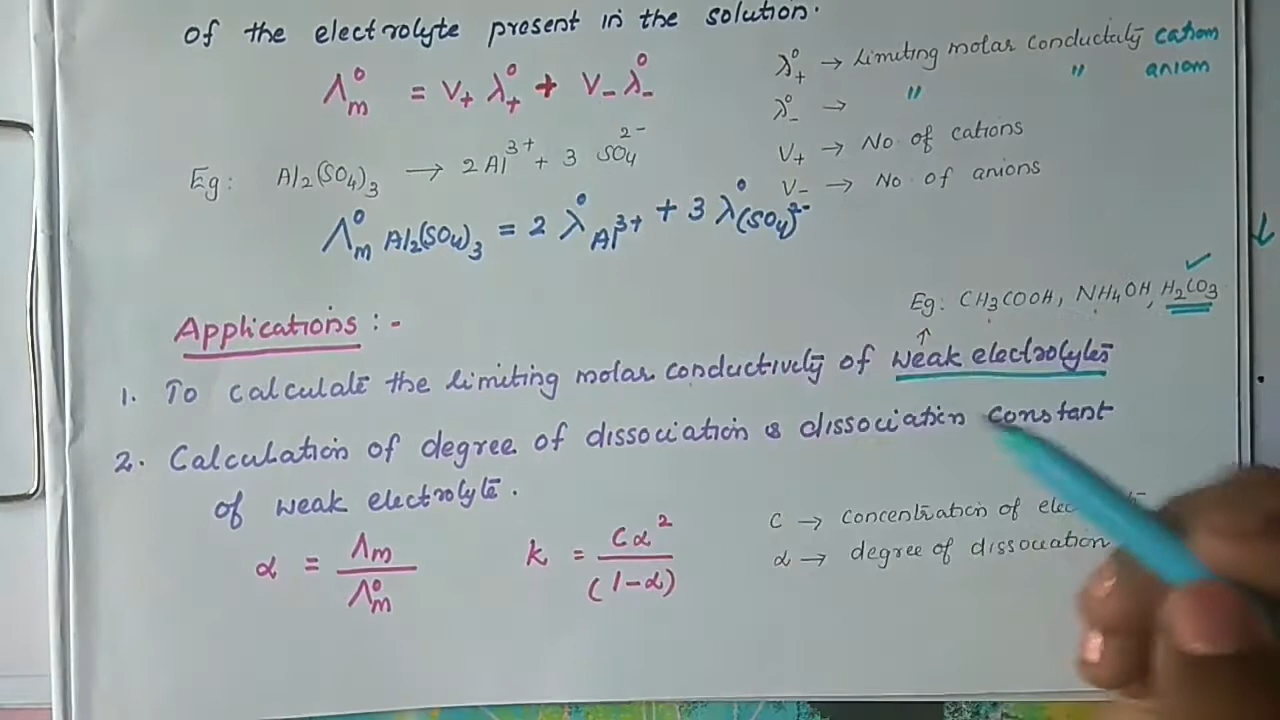 of the electrolyte present in the solution.
Λ°m = V₊ λ°₊ + V₋ λ°₋
λ°₊ → Limiting molar conductivity cation
λ°₋ → " " anion
V₊ → No of cations
V₋ → No of anions
Eg: Al₂(SO₄)₃ → 2Al³⁺ + 3 SO₄²⁻
Λ°m Al₂(SO₄)₃ = 2 λ°Al³⁺ + 3 λ°(SO₄)²⁻
Eg: CH₃COOH, NH₄OH, H₂CO₃ ✓
↑
Applications :-
1. To calculate the limiting molar conductively of weak electrolytes
2. Calculation of degree of dissociation & dissociation constant
of weak electrolyte.
α = Λm / Λ°m
k = Cα² / (1-α)
C → concentration of
α → degree of dissociation